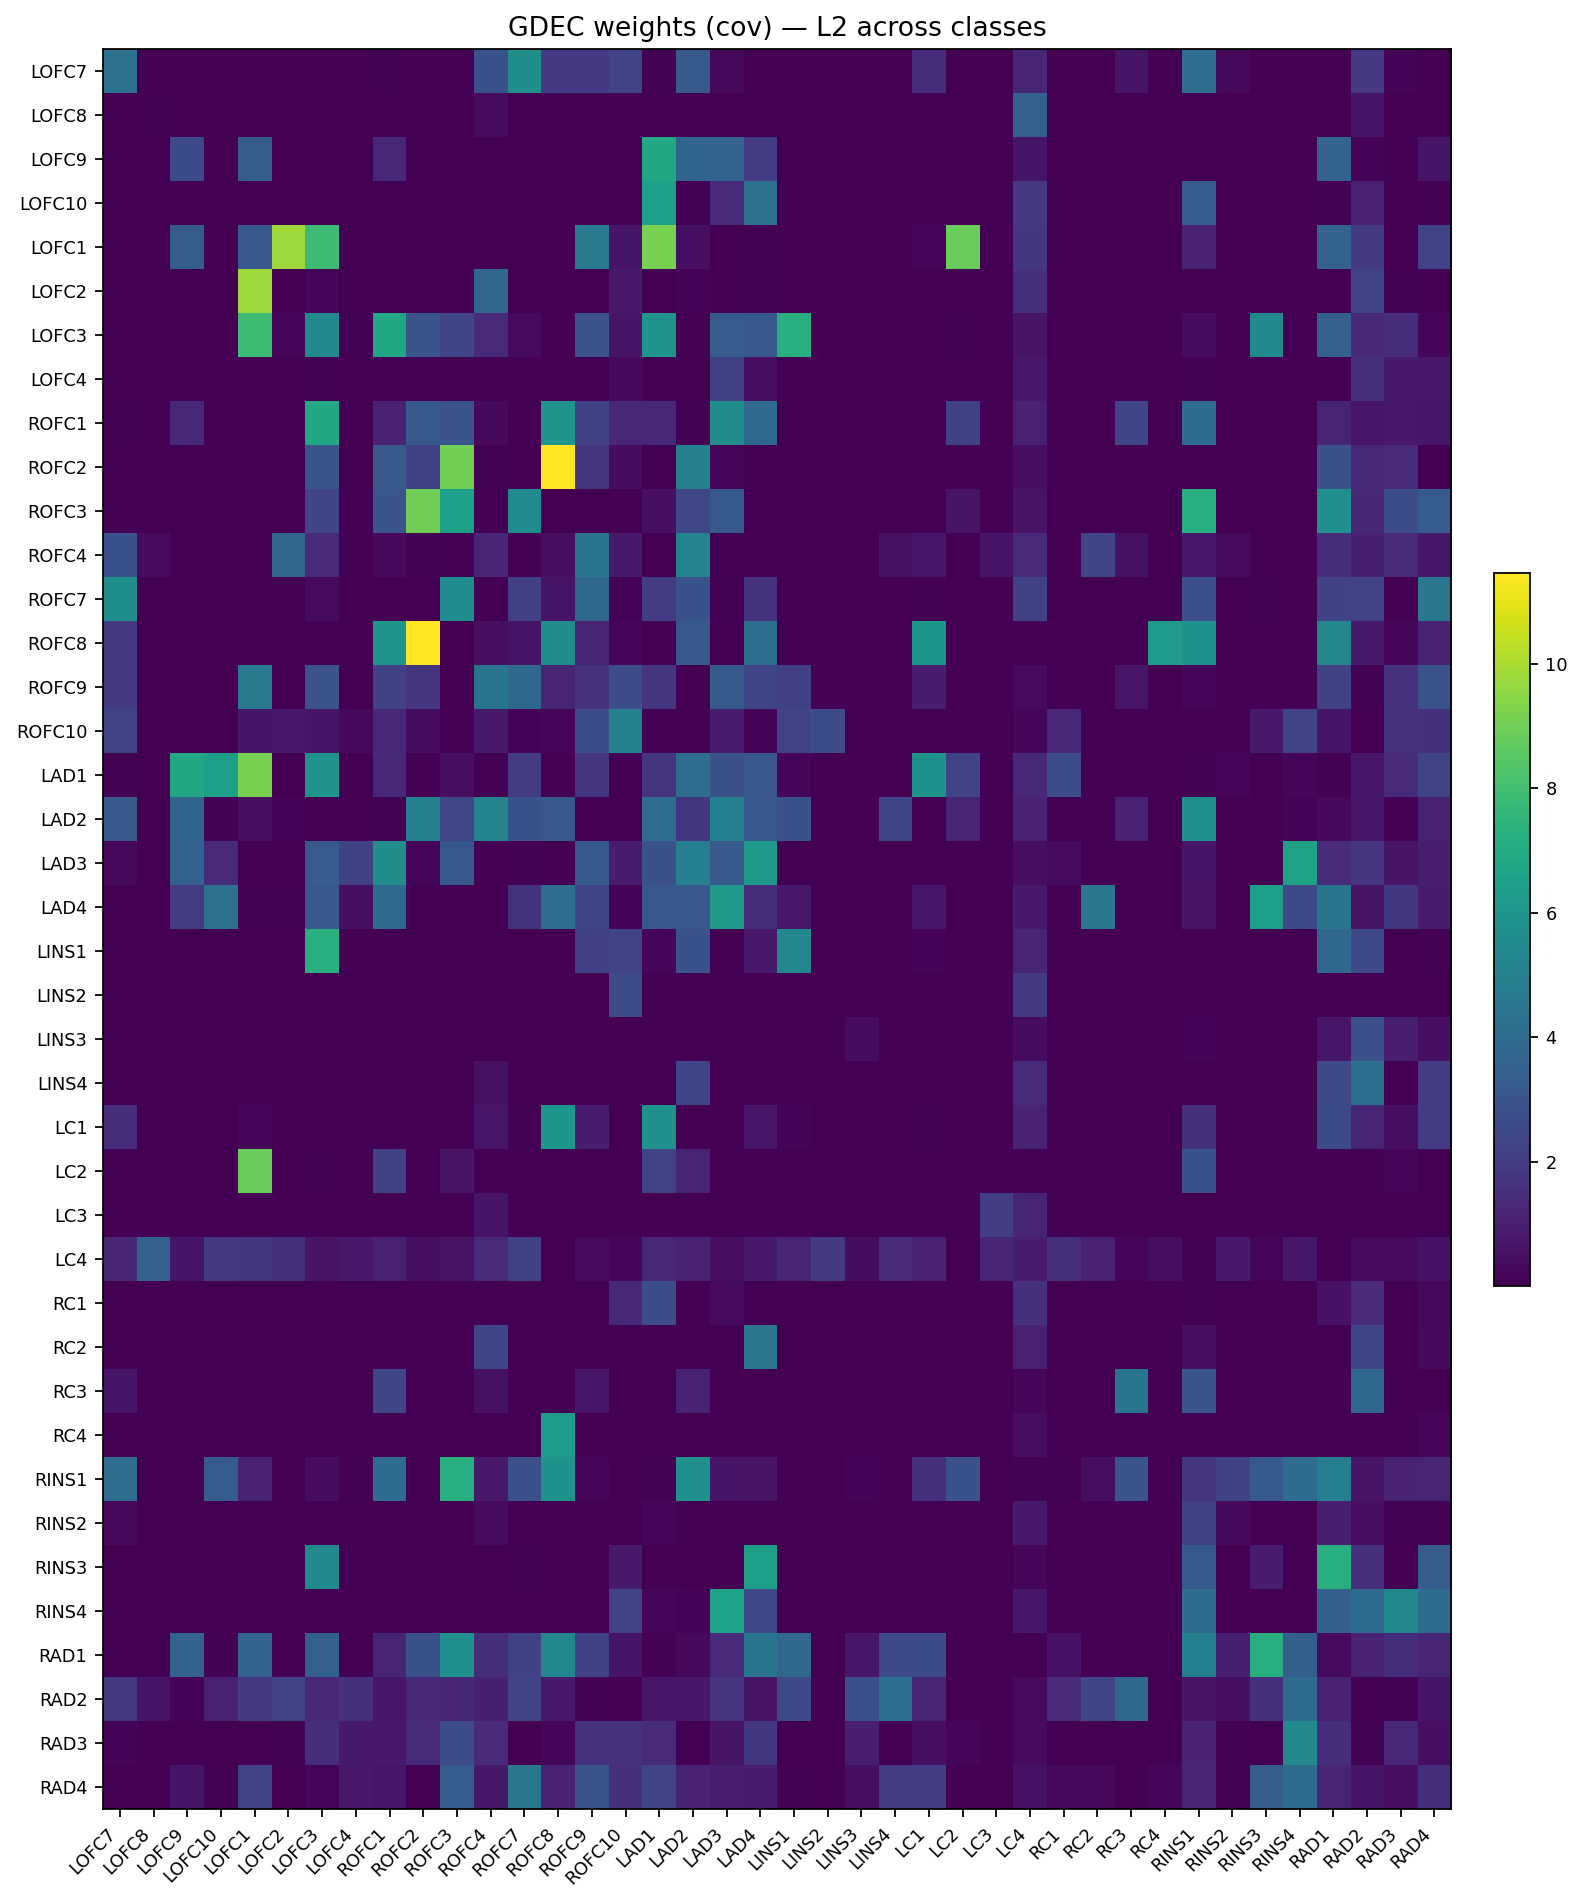 GDEC weights (cov) — L2 across classes
LOFC7
LOFC8
LOFC9
LOFC10
LOFC1
LOFC2
LOFC3
LOFC4
ROFC1
ROFC2
ROFC3
ROFC4
ROFC7
ROFC8
ROFC9
ROFC10
LAD1
LAD2
LAD3
LAD4
LINS1
LINS2
LINS3
LINS4
LC1
LC2
LC3
LC4
RC1
RC2
RC3
RC4
RINS1
RINS2
RINS3
RINS4
RAD1
RAD2
RAD3
RAD4
10
8
6
4
2
LOFC7
LOFC8
LOFC9
LOFC10
LOFC1
LOFC2
LOFC3
LOFC4
ROFC1
ROFC2
ROFC3
ROFC4
ROFC7
ROFC8
ROFC9
ROFC10
LAD1
LAD2
LAD3
LAD4
LINS1
LINS2
LINS3
LINS4
LC1
LC2
LC3
LC4
RC1
RC2
RC3
RC4
RINS1
RINS2
RINS3
RINS4
RAD1
RAD2
RAD3
RAD4